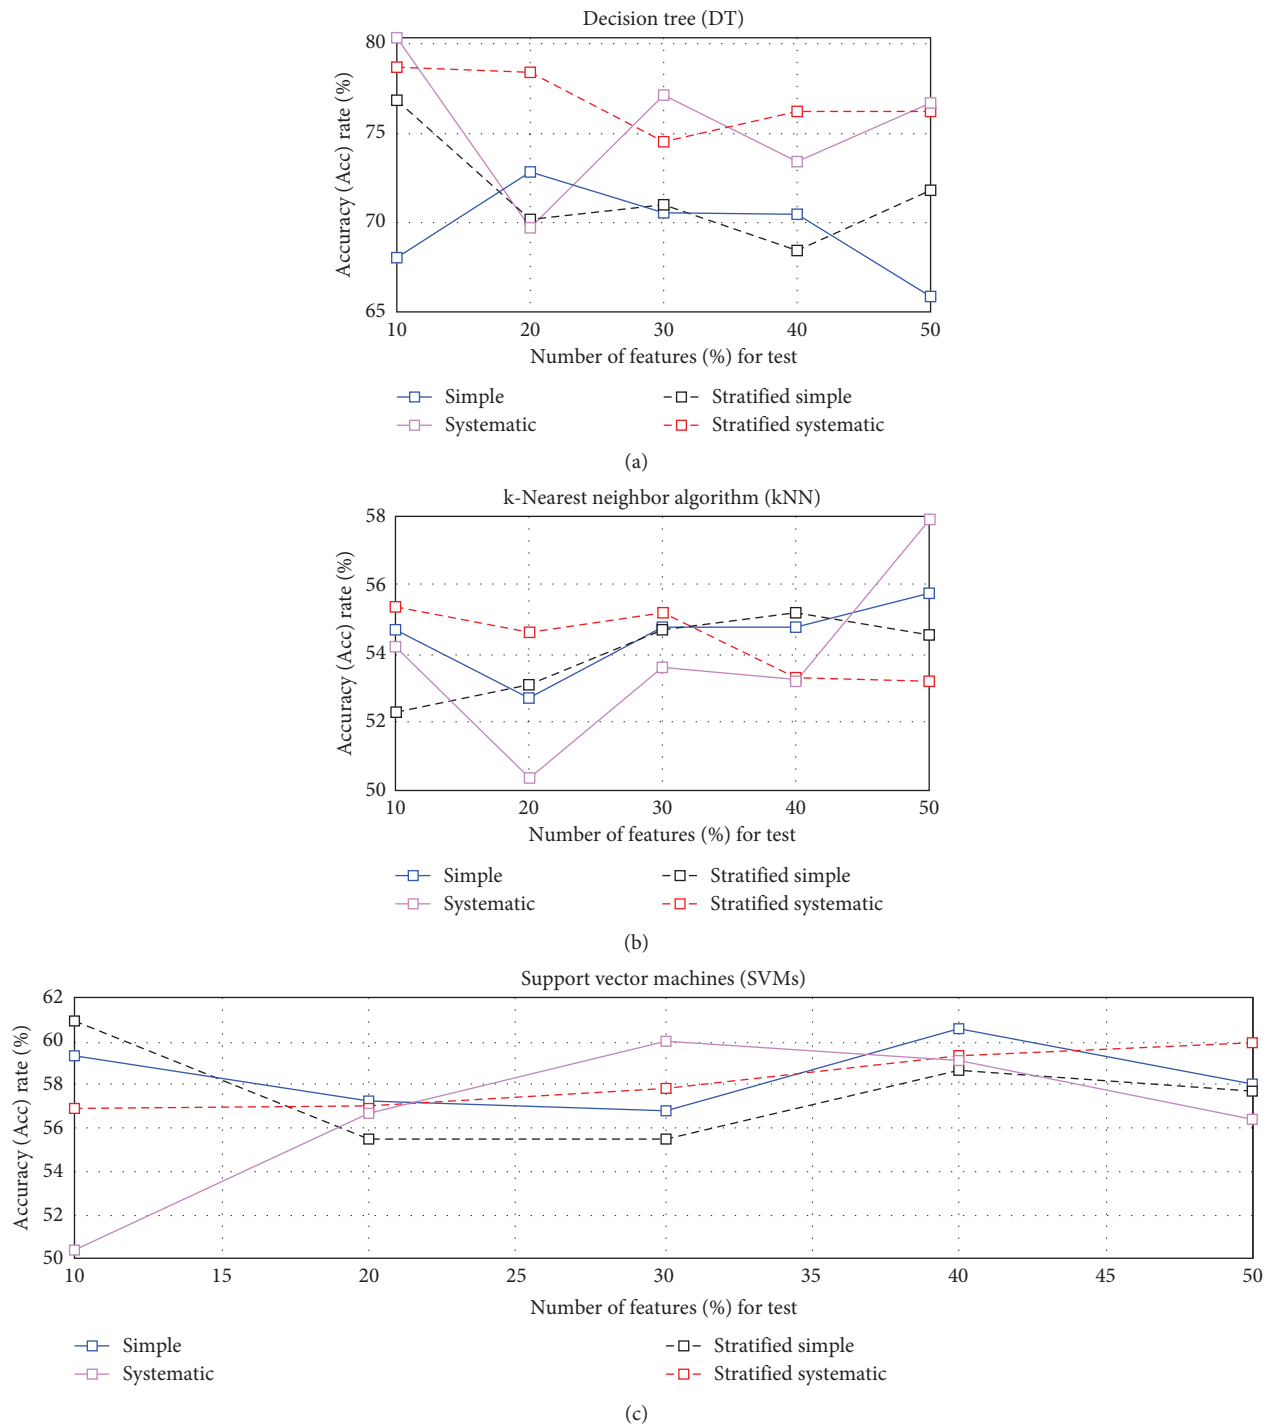 Decision tree (DT)
Accuracy (Acc) rate (%)
80
75
70
65
10 20 30 40 50
Number of features (%) for test
Simple Stratified simple
Systematic Stratified systematic
(a)
k-Nearest neighbor algorithm (kNN)
Accuracy (Acc) rate (%)
58
56
54
52
50
10 20 30 40 50
Number of features (%) for test
Simple Stratified simple
Systematic Stratified systematic
(b)
Support vector machines (SVMs)
Accuracy (Acc) rate (%)
62
60
58
56
54
52
50
10 15 20 25 30 35 40 45 50
Number of features (%) for test
Simple Stratified simple
Systematic Stratified systematic
(c)